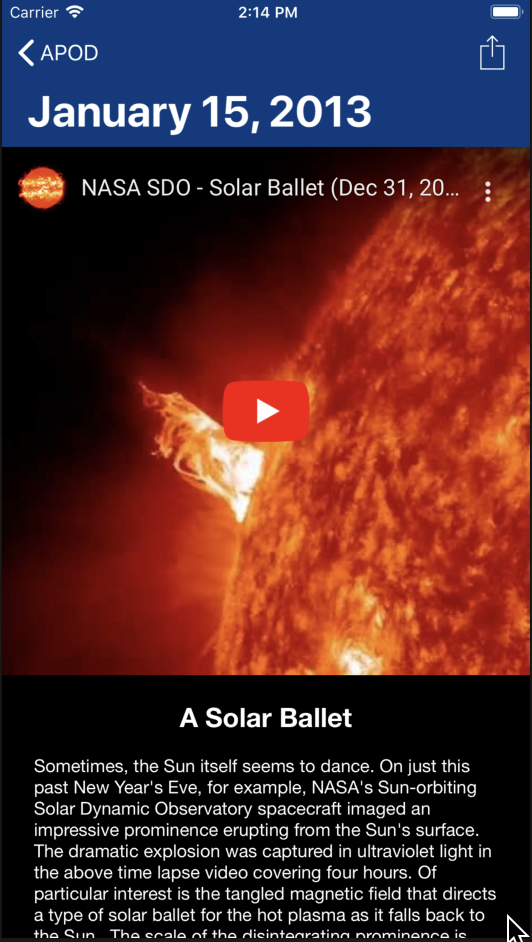 Carrier 2:14 PM
APOD
January 15, 2013
NASA SDO - Solar Ballet (Dec 31, 20...
A Solar Ballet
Sometimes, the Sun itself seems to dance. On just this
past New Year's Eve, for example, NASA's Sun-orbiting
Solar Dynamic Observatory spacecraft imaged an
impressive prominence erupting from the Sun's surface.
The dramatic explosion was captured in ultraviolet light in
the above time lapse video covering four hours. Of
particular interest is the tangled magnetic field that directs
a type of solar ballet for the hot plasma as it falls back to
the Sun. The scale of the disintegrating prominence is